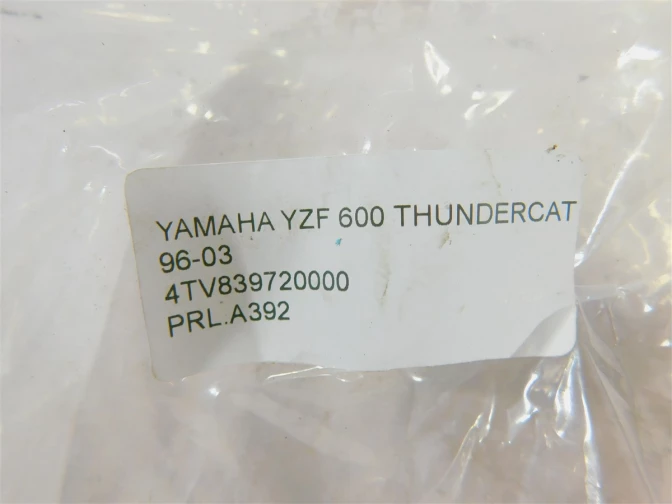 YAMAHA YZF 600 THUNDERCAT
96-03
4TV839720000
PRL.A392